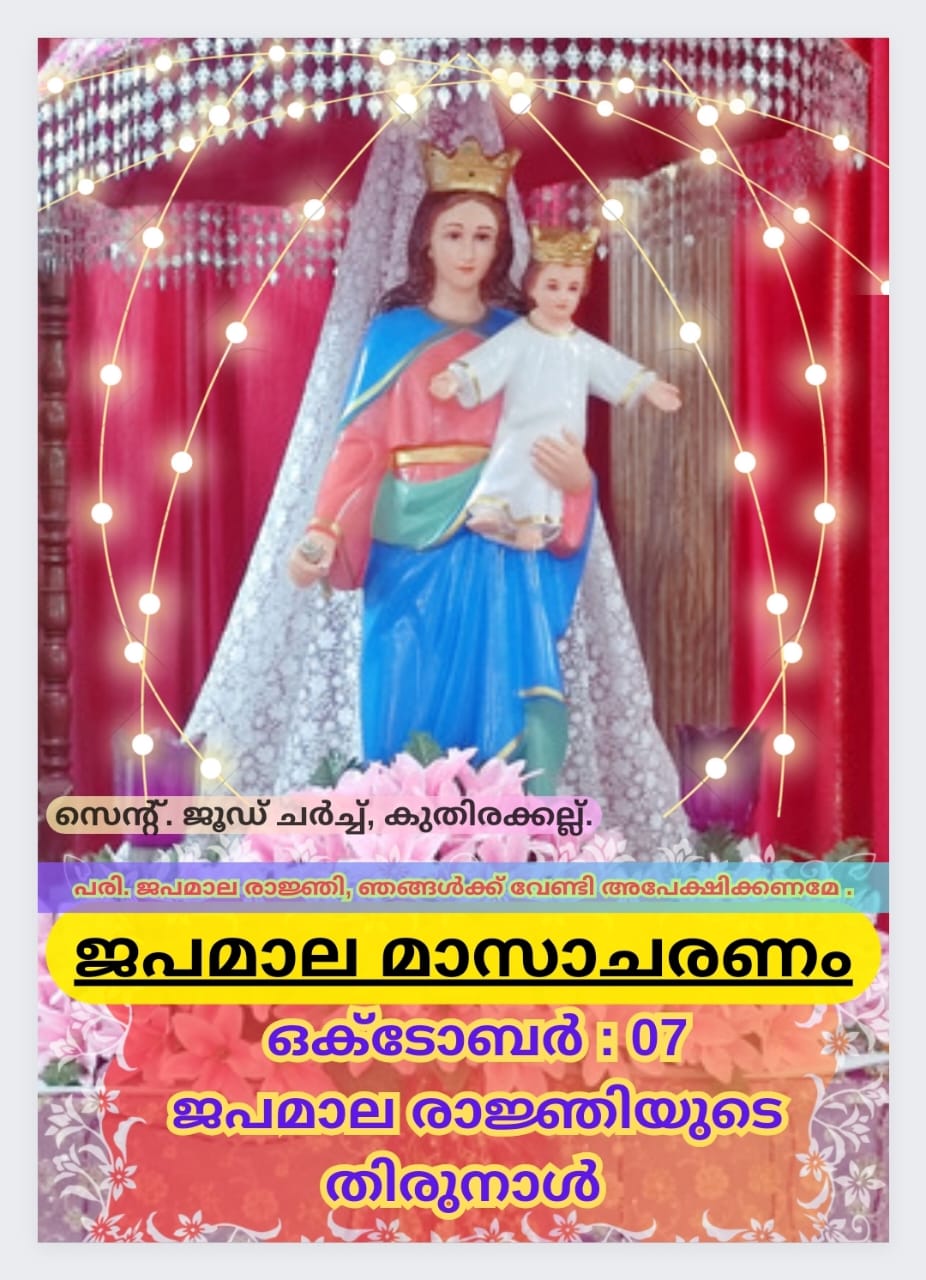 സെന്റ്. ജൂഡ് ചർച്ച്, കുതിരക്കല്ല്.
പരി. ജപമാല രാജ്ഞി, ഞങ്ങൾക്ക് വേണ്ടി അപേക്ഷിക്കണമേ .
ജപമാല മാസാചരണം
ഒക്ടോബർ : 07
ജപമാല രാജ്ഞിയുടെ
തിരുനാൾ